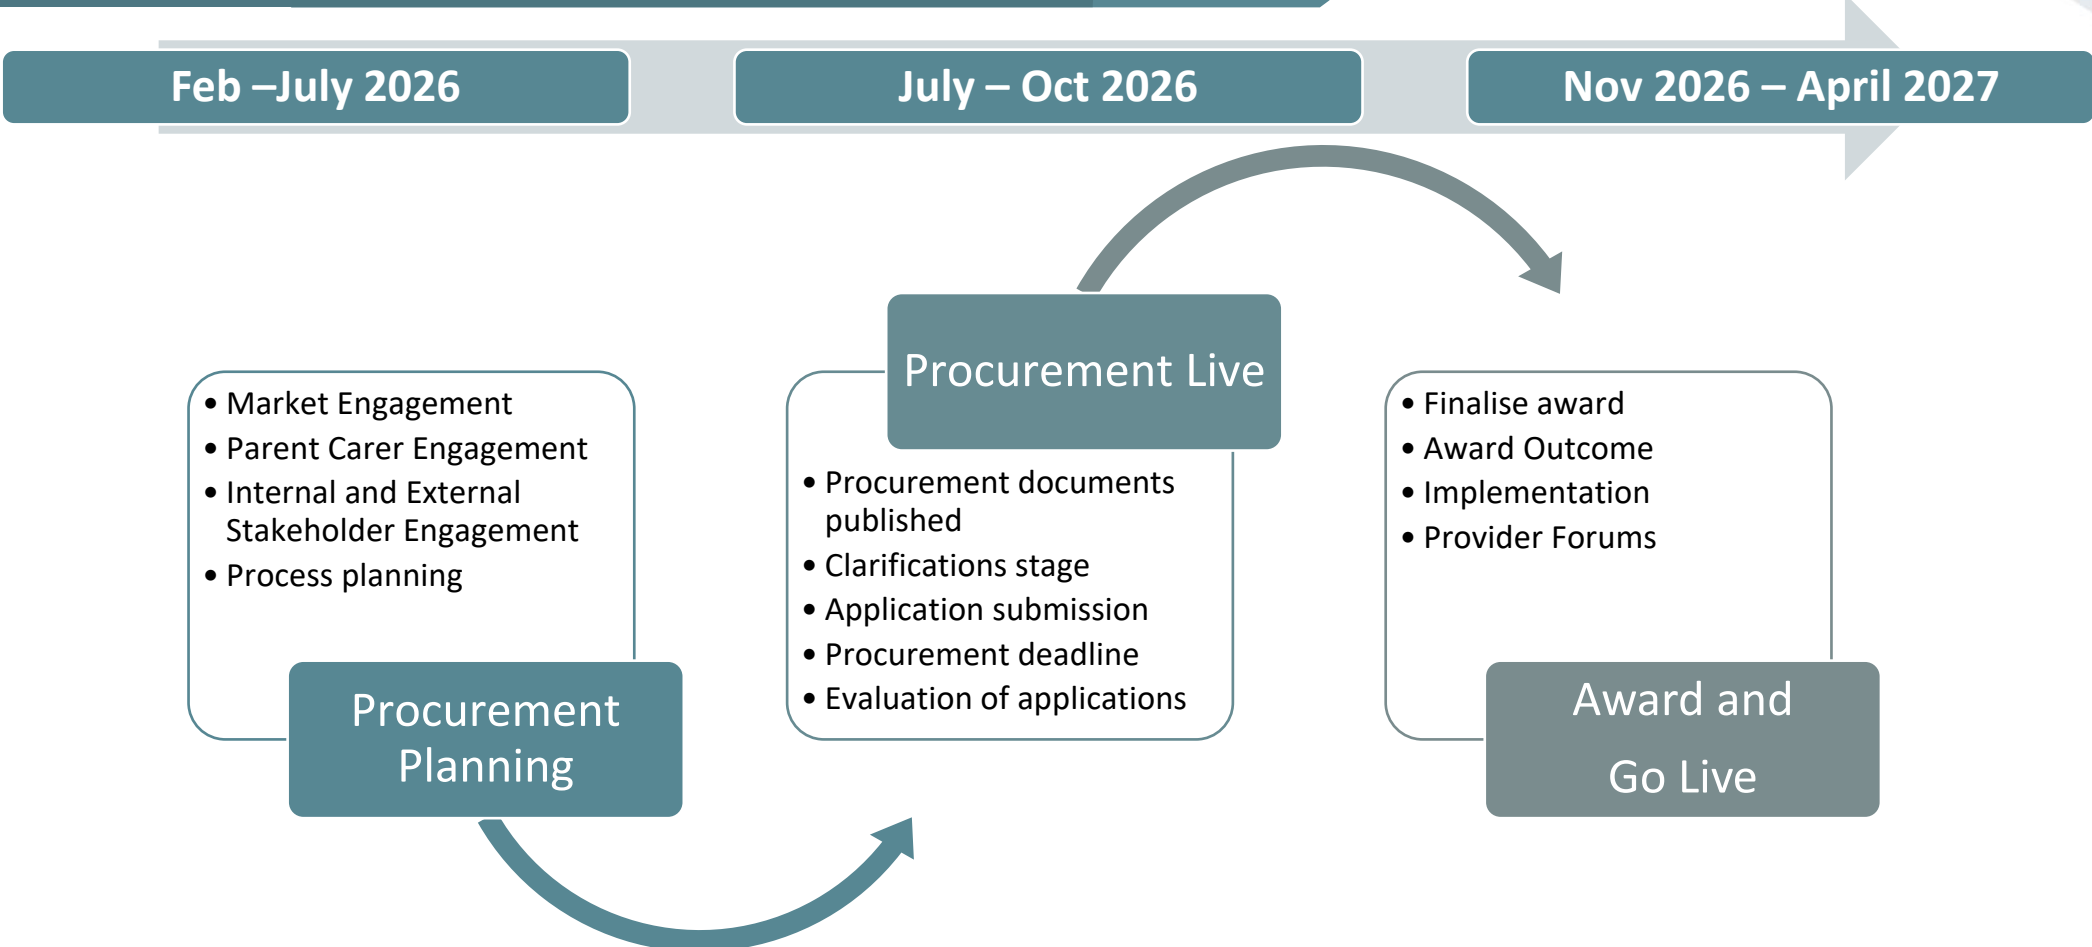 Feb –July 2026
July – Oct 2026
Nov 2026 – April 2027
• Market Engagement
• Parent Carer Engagement
• Internal and External
Stakeholder Engagement
• Process planning
Procurement
Planning
Procurement Live
• Procurement documents
published
• Clarifications stage
• Application submission
• Procurement deadline
• Evaluation of applications
• Finalise award
• Award Outcome
• Implementation
• Provider Forums
Award and
Go Live